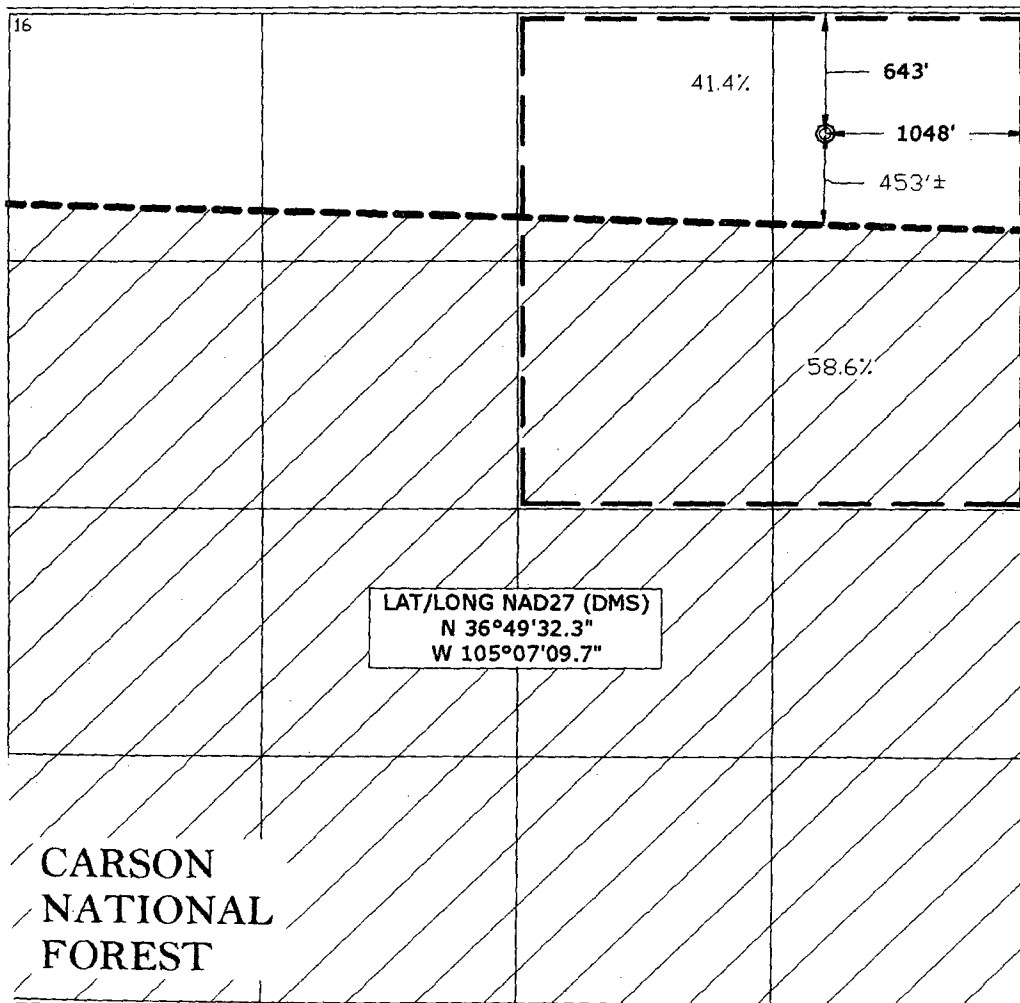 16
41.4%
643'
1048'
453'±
58.6%
LAT/LONG NAD27 (DMS)
N 36°49'32.3"
W 105°07'09.7"
CARSON
NATIONAL
FOREST